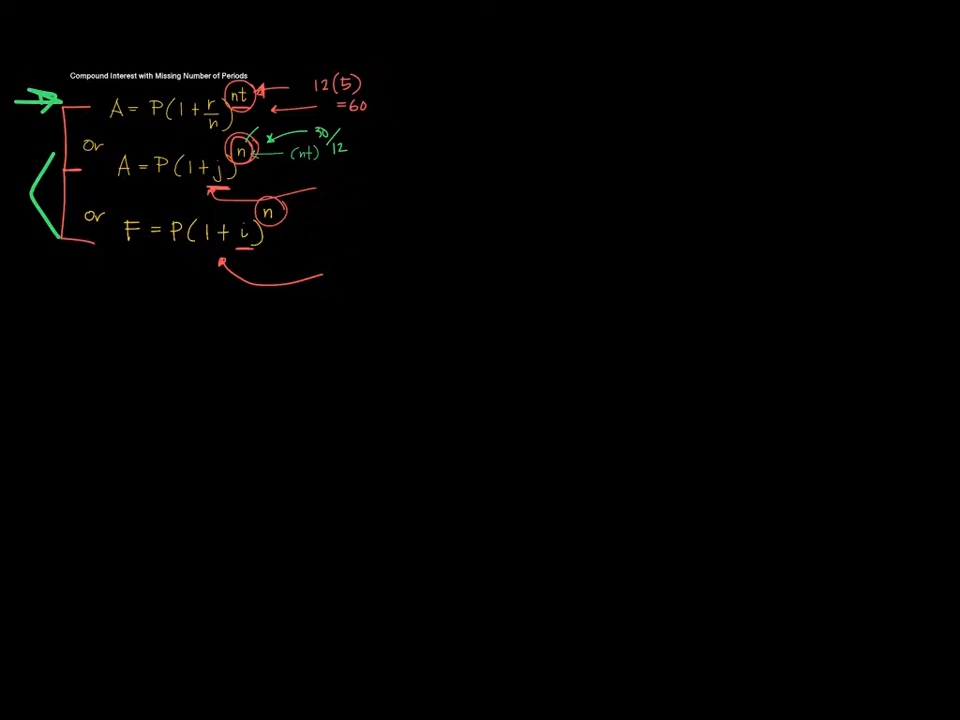 Compound Interest with Missing Number of Periods
A = P(1 + r/n)^nt 12(5)
= 60
or
A = P(1 + j)^n 30/12
(nt)
or
F = P(1 + i)^n